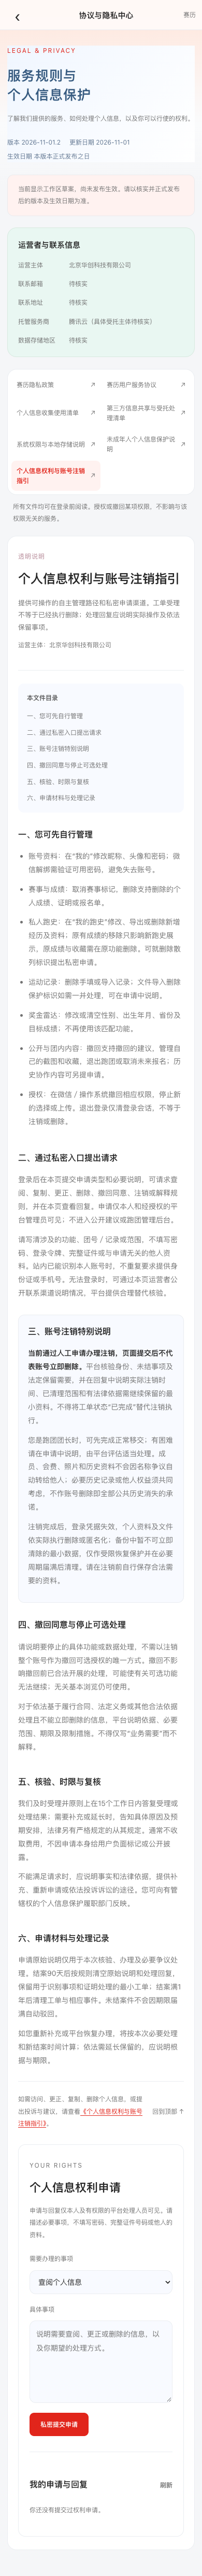 协议与隐私中心
赛历
LEGAL & PRIVACY
服务规则与
个人信息保护
了解我们提供的服务、如何处理个人信息，以及你可以行使的权利。
版本 2026-11-01.2 更新日期 2026-11-01
生效日期 本版本正式发布之日
当前显示工作区草案，尚未发布生效。请以核实并正式发布
后的版本及生效日期为准。
运营者与联系信息
运营主体 北京华创科技有限公司
联系邮箱 待核实
联系地址 待核实
托管服务商 腾讯云（具体受托主体待核实）
数据存储地区 待核实
赛历隐私政策 ↗
赛历用户服务协议 ↗
个人信息收集使用清单 ↗
第三方信息共享与受托处
理清单 ↗
系统权限与本地存储说明 ↗
未成年人个人信息保护说
明 ↗
个人信息权利与账号注销
指引 ↗
所有文件均可在登录前阅读。授权或撤回某项权限，不影响与该
权限无关的服务。
透明说明
个人信息权利与账号注销指引
提供可操作的自主管理路径和私密申请渠道。工单受理
不等于已经执行删除；处理回复应说明实际操作及依法
保留事项。
运营主体：北京华创科技有限公司
本文件目录
一、您可先自行管理
二、通过私密入口提出请求
三、账号注销特别说明
四、撤回同意与停止可选处理
五、核验、时限与复核
六、申请材料与处理记录
一、您可先自行管理
• 账号资料：在“我的”修改昵称、头像和密码；微
信解绑需验证可用密码，避免失去账号。
• 赛事与成绩：取消赛事标记、删除支持删除的个
人成绩、证明或报名单。
• 私人跑史：在“我的跑史”修改、导出或删除新增
经历及资料；原有成绩的移除只影响新跑史展
示，原成绩与收藏需在原功能删除。可就删除散
列标识提出私密申请。
• 运动记录：删除手填或导入记录；文件导入删除
保护标识如需一并处理，可在申请中说明。
• 奖金雷达：修改或清空性别、出生年月、省份及
目标成绩；不再使用该匹配功能。
• 公开与团内内容：撤回支持撤回的建议，管理自
己的截图和收藏，退出跑团或取消未来报名；历
史协作内容可另提申请。
• 授权：在微信 / 操作系统撤回相应权限，停止新
的选择或上传。退出登录仅清登录会话，不等于
注销或删除。
二、通过私密入口提出请求
登录后在本页提交申请类型和必要说明，可请求查
阅、复制、更正、删除、撤回同意、注销或解释规
则，并在本页查看回复。申请仅本人和经授权的平
台管理员可见；不进入公开建议或跑团管理后台。
请写清涉及的功能、团号 / 记录或范围，不填写密
码、登录令牌、完整证件或与申请无关的他人资
料。站内已能识别本人账号时，不重复要求提供身
份证或手机号。无法登录时，可通过本页运营者公
开联系渠道说明情况，平台提供合理替代核验。
三、账号注销特别说明
当前通过人工申请办理注销，页面提交后不代
表账号立即删除。平台核验身份、未结事项及
法定保留需要，并在回复中说明实际注销时
间、已清理范围和有法律依据需继续保留的最
小资料。不得将工单状态“已完成”替代注销执
行。
您是跑团团长时，可先完成正常移交；有困难
请在申请中说明，由平台评估适当处理。成
员、会费、照片和历史资料不会因名称争议自
动转给他人；必要历史记录或他人权益须共同
考虑，不作账号删除即全部公共历史消失的承
诺。
注销完成后，登录凭据失效，个人资料及文件
依实际执行删除或匿名化；备份中暂不可立即
清除的最小数据，仅作受限恢复保护并在必要
周期届满后清理。请在注销前自行保存合法需
要的资料。
四、撤回同意与停止可选处理
请说明要停止的具体功能或数据处理，不需以注销
整个账号作为撤回可选授权的唯一方式。撤回不影
响撤回前已合法开展的处理，可能使有关可选功能
无法继续；无关基本浏览仍可使用。
对于依法基于履行合同、法定义务或其他合法依据
处理且不能立即删除的信息，平台说明依据、必要
范围、期限及限制措施。不得仅写“业务需要”而不
解释。
五、核验、时限与复核
我们及时受理并原则上在15个工作日内答复受理或
处理结果；需要补充或延长时，告知具体原因及预
期安排，法律另有严格规定的从其规定。通常不收
取费用，不因申请本身给用户负面标记或公开披
露。
不能满足请求时，应说明事实和法律依据，提供补
充、重新申请或依法投诉诉讼的途径。您可向有管
辖权的个人信息保护履职部门反映。
六、申请材料与处理记录
申请原始说明仅用于本次核验、办理及必要争议处
理。结案90天后按规则清空原始说明和处理回复，
保留用于识别事项和证明处理的最小工单；结案满1
年后清理工单与相应事件。未结案件不会因期限届
满自动驳回。
如您重新补充或平台恢复办理，将按本次必要处理
和新结案时间计算；依法需延长保留的，应说明依
据与期限。
如需访问、更正、复制、删除个人信息，或提
出投诉与建议，请查看《个人信息权利与账号
注销指引》。
回到顶部 ↑
YOUR RIGHTS
个人信息权利申请
申请与回复仅本人及有权限的平台处理人员可见。请
描述必要事项，不填写密码、完整证件号码或他人的
资料。
需要办理的事项
查阅个人信息
具体事项
说明需要查阅、更正或删除的信息，以
及你期望的处理方式。
私密提交申请
我的申请与回复
刷新
你还没有提交过权利申请。